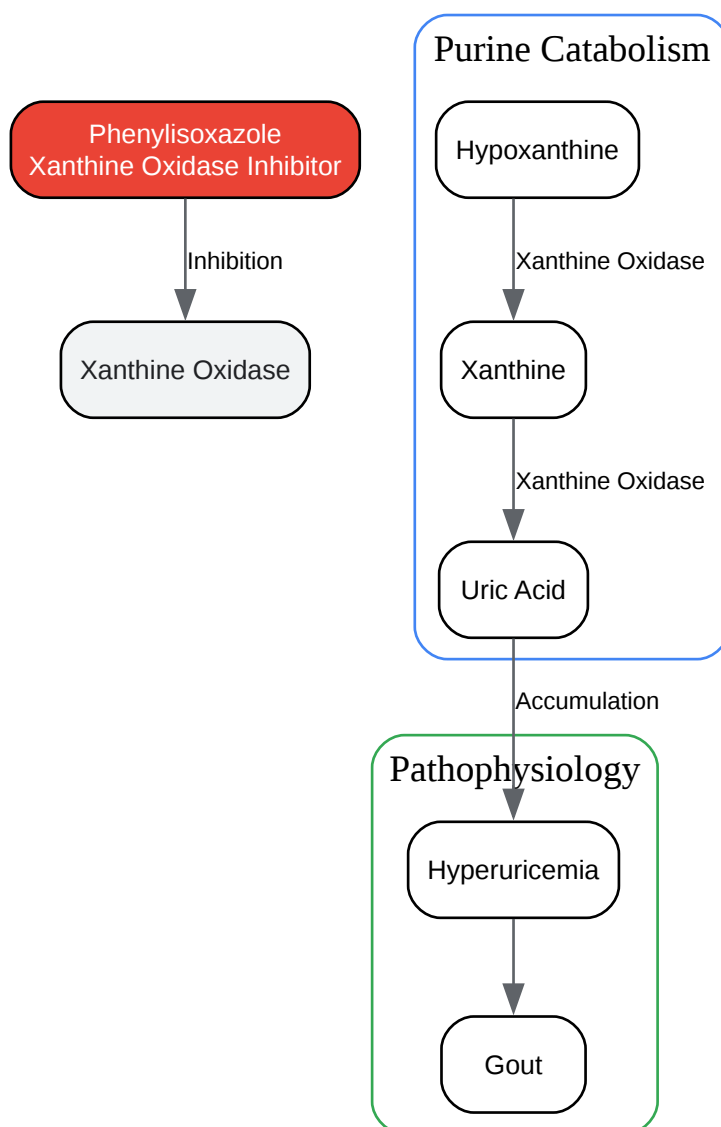 Purine Catabolism
Phenylisoxazole
Xanthine Oxidase Inhibitor
Hypoxanthine
Inhibition
Xanthine Oxidase
Xanthine Oxidase
Xanthine
Xanthine Oxidase
Uric Acid
Accumulation
Pathophysiology
Hyperuricemia
Gout